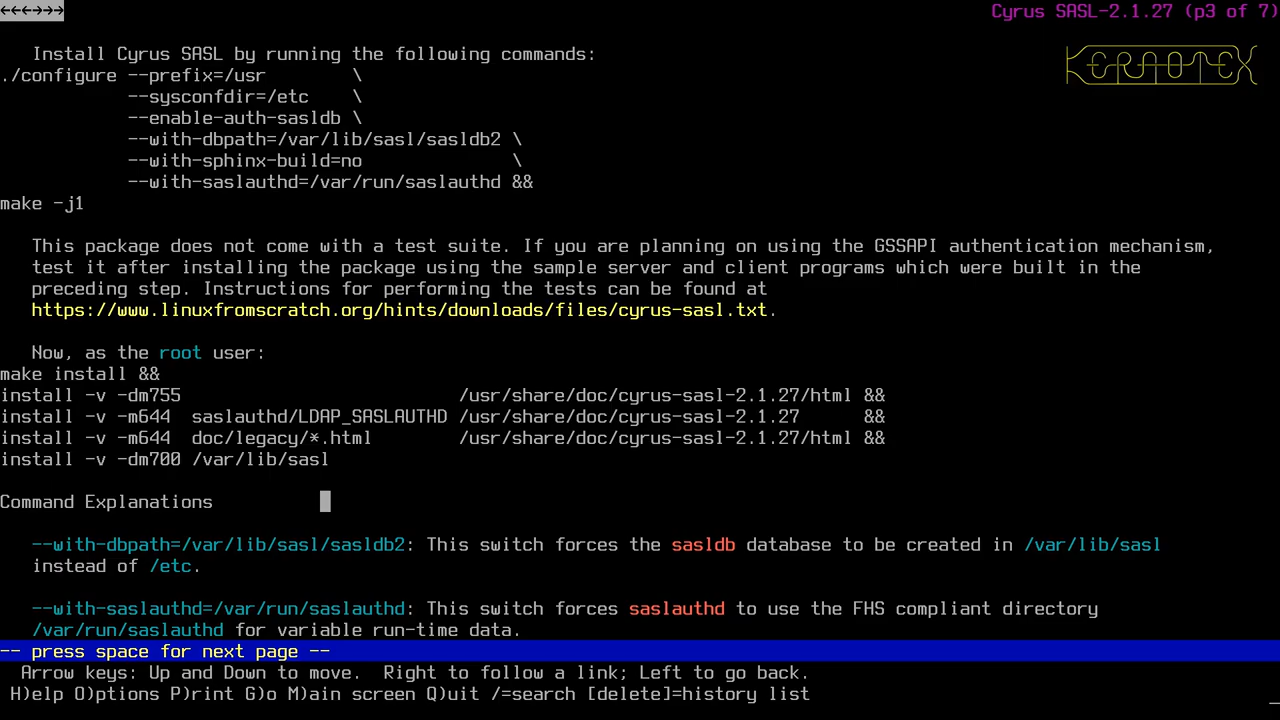 ←←←→→→ Cyrus SASL-2.1.27 (p3 of 7)
KERNOTEX
Install Cyrus SASL by running the following commands:
./configure --prefix=/usr \
--sysconfdir=/etc \
--enable-auth-sasldb \
--with-dbpath=/var/lib/sasl/sasldb2 \
--with-sphinx-build=no \
--with-saslauthd=/var/run/saslauthd &&
make -j1
This package does not come with a test suite. If you are planning on using the GSSAPI authentication mechanism,
test it after installing the package using the sample server and client programs which were built in the
preceding step. Instructions for performing the tests can be found at
https://www.linuxfromscratch.org/hints/downloads/files/cyrus-sasl.txt.
Now, as the root user:
make install &&
install -v -dm755 /usr/share/doc/cyrus-sasl-2.1.27/html &&
install -v -m644 saslauthd/LDAP_SASLAUTHD /usr/share/doc/cyrus-sasl-2.1.27 &&
install -v -m644 doc/legacy/*.html /usr/share/doc/cyrus-sasl-2.1.27/html &&
install -v -dm700 /var/lib/sasl
Command Explanations
--with-dbpath=/var/lib/sasl/sasldb2: This switch forces the sasldb database to be created in /var/lib/sasl
instead of /etc.
--with-saslauthd=/var/run/saslauthd: This switch forces saslauthd to use the FHS compliant directory
/var/run/saslauthd for variable run-time data.
-- press space for next page --
Arrow keys: Up and Down to move. Right to follow a link; Left to go back.
H)elp O)ptions P)rint G)o M)ain screen Q)uit /=search [delete]=history list